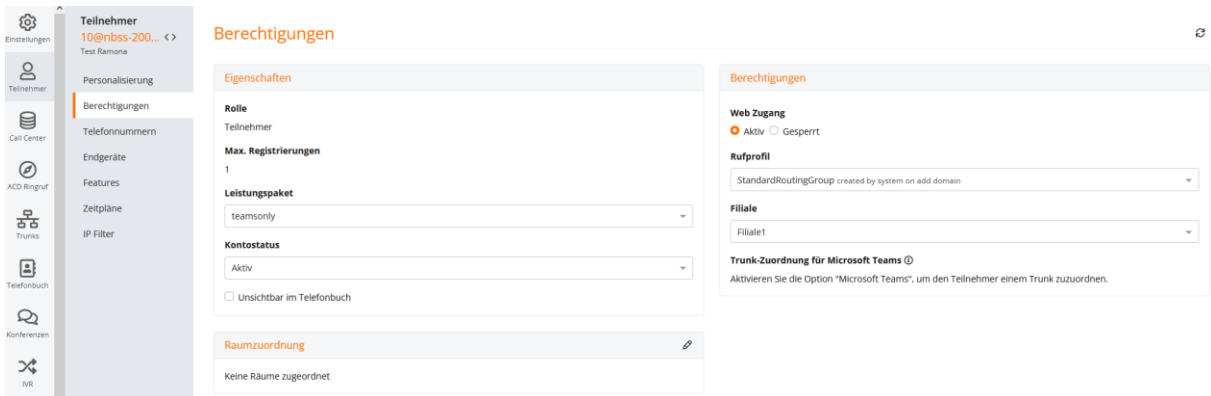 Einstellungen
Teilnehmer
Call Center
ACD Ringruf
Trunks
Telefonbuch
Konferenzen
IVR
Teilnehmer
10@nbss-200... <>
Test Ramona
Personalisierung
Berechtigungen
Telefonnummern
Endgeräte
Features
Zeitpläne
IP Filter
Berechtigungen
Eigenschaften
Rolle
Teilnehmer
Max. Registrierungen
1
Leistungspaket
teamsonly
Kontostatus
Aktiv
Unsichtbar im Telefonbuch
Raumzuordnung
Keine Räume zugeordnet
Berechtigungen
Web Zugang
Aktiv Gesperrt
Rufprofil
StandardRoutingGroup created by system on add domain
Filiale
Filiale1
Trunk-Zuordnung für Microsoft Teams
Aktivieren Sie die Option "Microsoft Teams", um den Teilnehmer einem Trunk zuzuordnen.